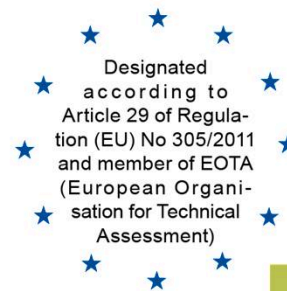 Designated
according to
Article 29 of Regula-
tion (EU) No 305/2011
and member of EOTA
(European Organi-
sation for Technical
Assessment)